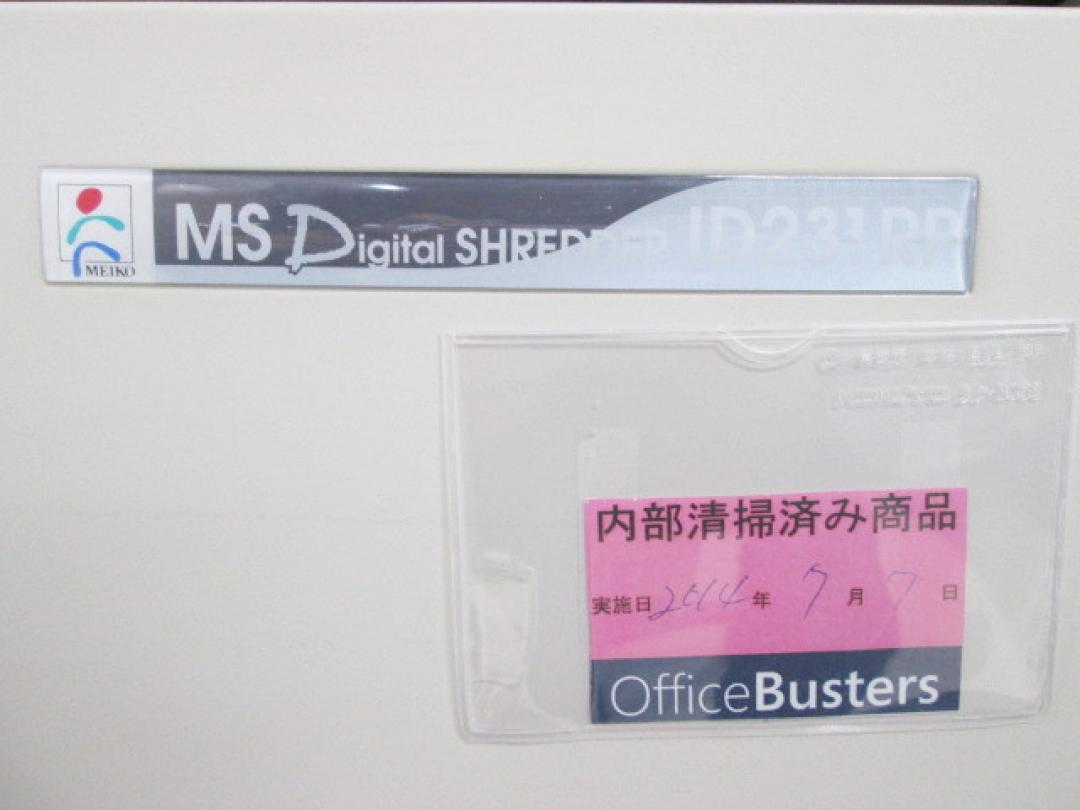 MEIKO
MS Digital SHREDDER ID231RP
内部清掃済み商品
実施日 2014 年 7 月 7 日
OfficeBusters